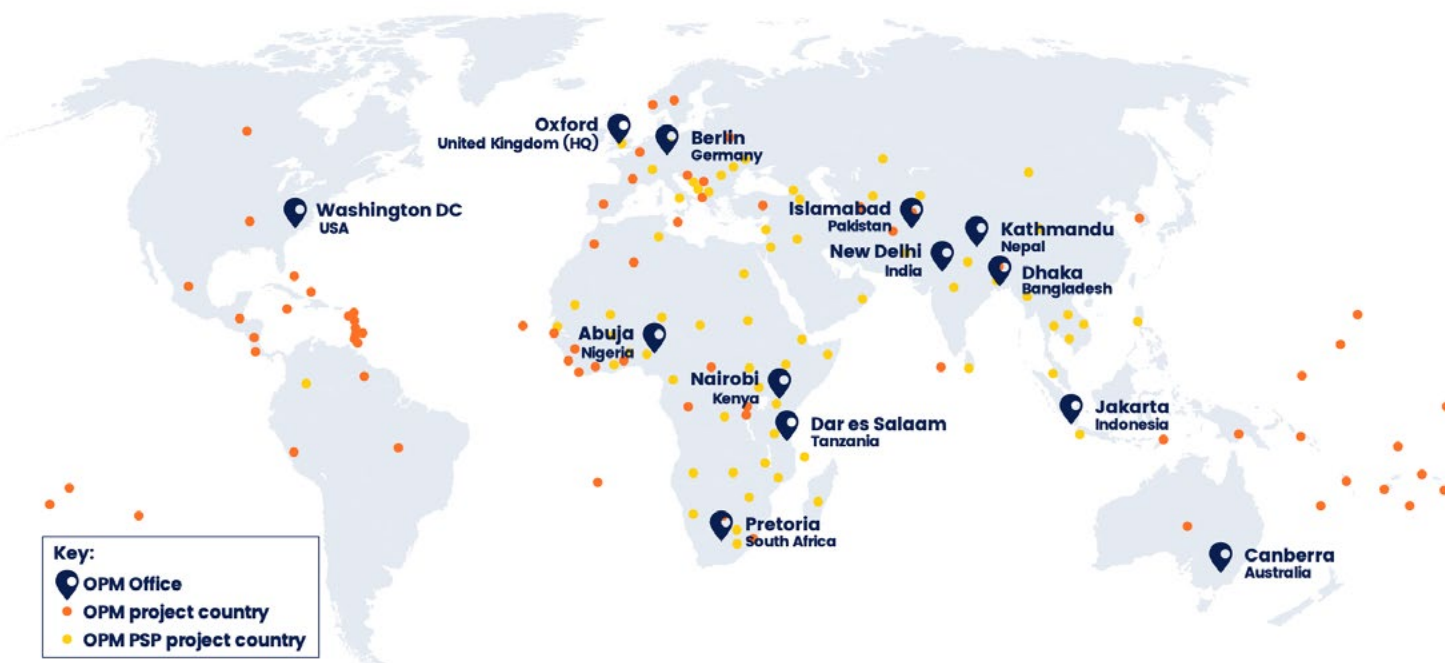 Oxford
United Kingdom (HQ)
Berlin
Germany
Washington DC
USA
Islamabad
Pakistan
Kathmandu
Nepal
New Delhi
India
Dhaka
Bangladesh
Abuja
Nigeria
Nairobi
Kenya
Dar es Salaam
Tanzania
Jakarta
Indonesia
Pretoria
South Africa
Canberra
Australia
Key:
OPM Office
OPM project country
OPM PSP project country